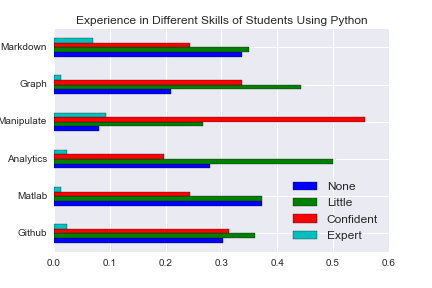 Experience in Different Skills of Students Using Python
Markdown
Graph
Manipulate
Analytics
Matlab
Github
None
Little
Confident
Expert
0.0 0.1 0.2 0.3 0.4 0.5 0.6